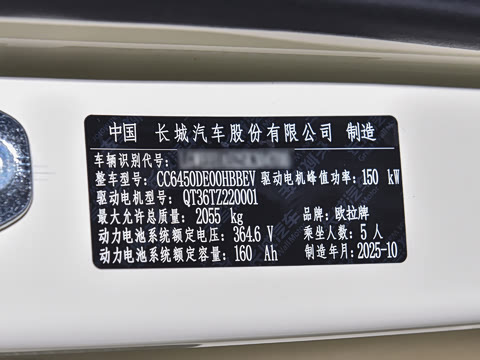 中国 长城汽车股份有限公司 制造
车辆识别代号:
整车型号: CC6450DE00HBBEV 驱动电机峰值功率: 150 kW
驱动电机型号: QT36TZ220001
最大允许总质量: 2055 kg 品牌: 欧拉牌
动力电池系统额定电压: 364.6 V 乘坐人数: 5 人
动力电池系统额定容量: 160 Ah 制造年月: 2025-10